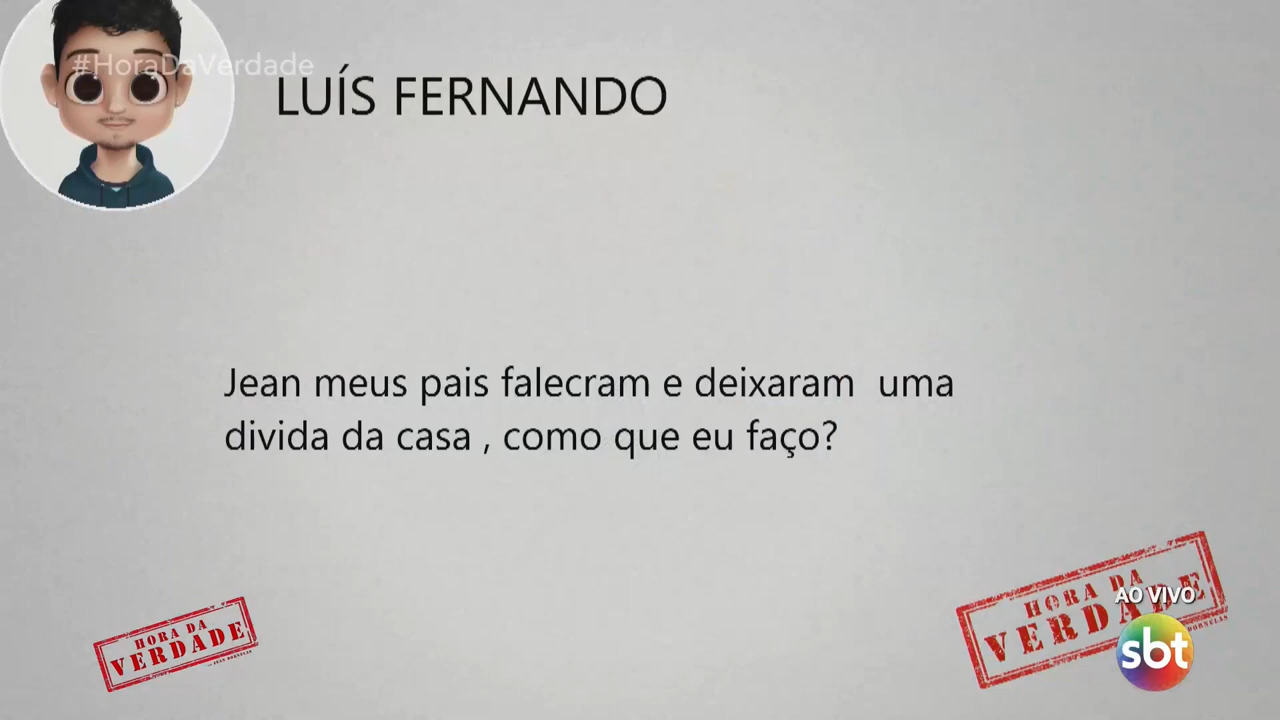 #HoraDaVerdade
LUÍS FERNANDO
Jean meus pais falecram e deixaram uma
divida da casa , como que eu faço?
HORA DA
VERDADE
HORA DA
VERDADE
AO VIVO
sbt